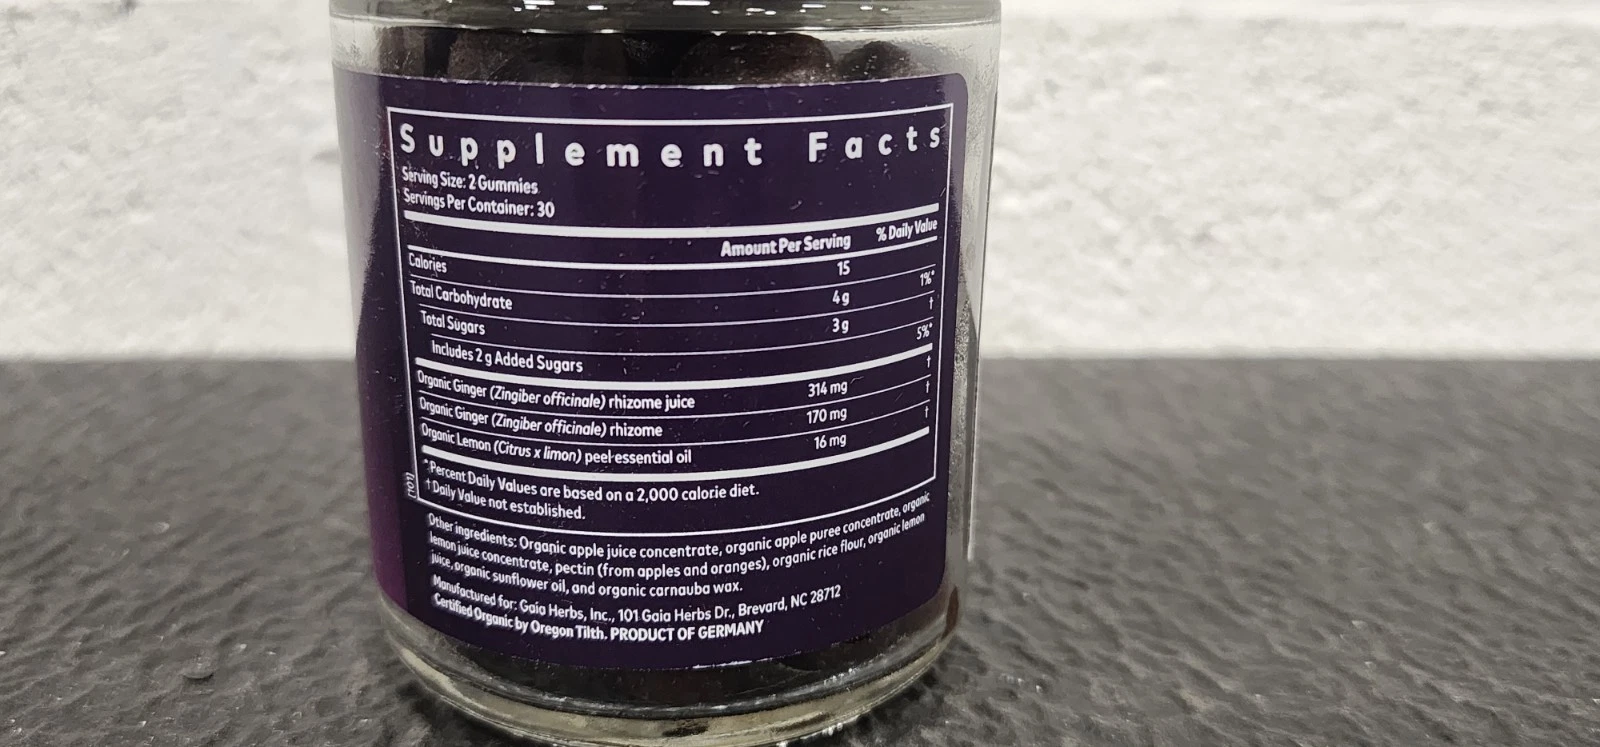 Supplement Facts
Serving Size: 2 Gummies
Servings Per Container: 30
Amount Per Serving % Daily Value
Calories 15
Total Carbohydrate 4 g 1%*
Total Sugars 3 g †
Includes 2 g Added Sugars 5%*
Organic Ginger (Zingiber officinale) rhizome juice 314 mg †
Organic Ginger (Zingiber officinale) rhizome 170 mg †
Organic Lemon (Citrus x limon) peel essential oil 16 mg †
*Percent Daily Values are based on a 2,000 calorie diet.
†Daily Value not established.
Other ingredients: Organic apple juice concentrate, organic apple puree concentrate, organic
lemon juice concentrate, pectin (from apples and oranges), organic rice flour, organic lemon
juice, organic sunflower oil, and organic carnauba wax.
Manufactured for: Gaia Herbs, Inc., 101 Gaia Herbs Dr., Brevard, NC 28712
Certified Organic by Oregon Tilth. PRODUCT OF GERMANY